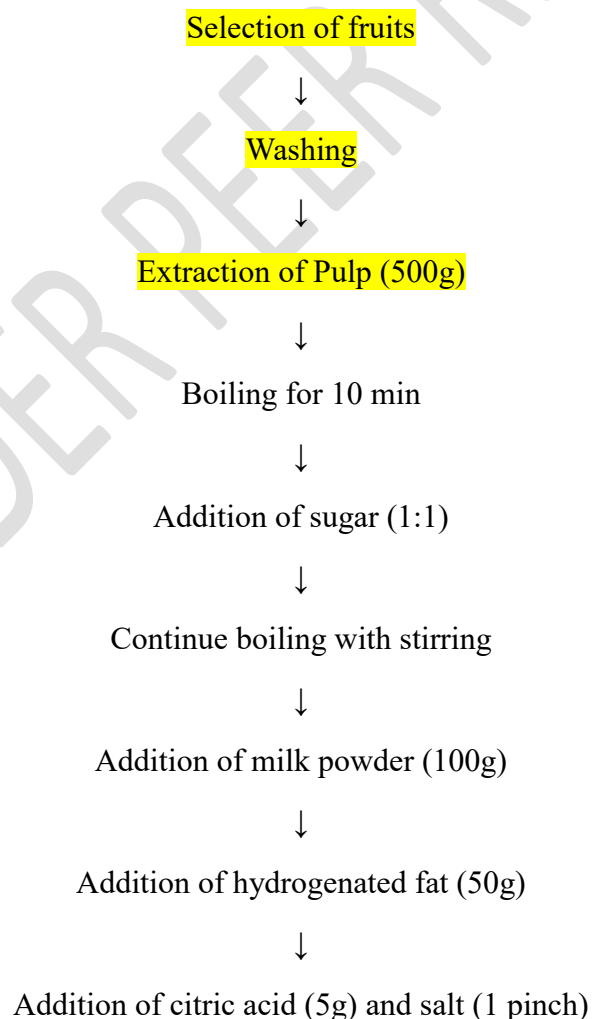 Selection of fruits
↓
Washing
↓
Extraction of Pulp (500g)
↓
Boiling for 10 min
↓
Addition of sugar (1:1)
↓
Continue boiling with stirring
↓
Addition of milk powder (100g)
↓
Addition of hydrogenated fat (50g)
↓
Addition of citric acid (5g) and salt (1 pinch)
DER PEER R